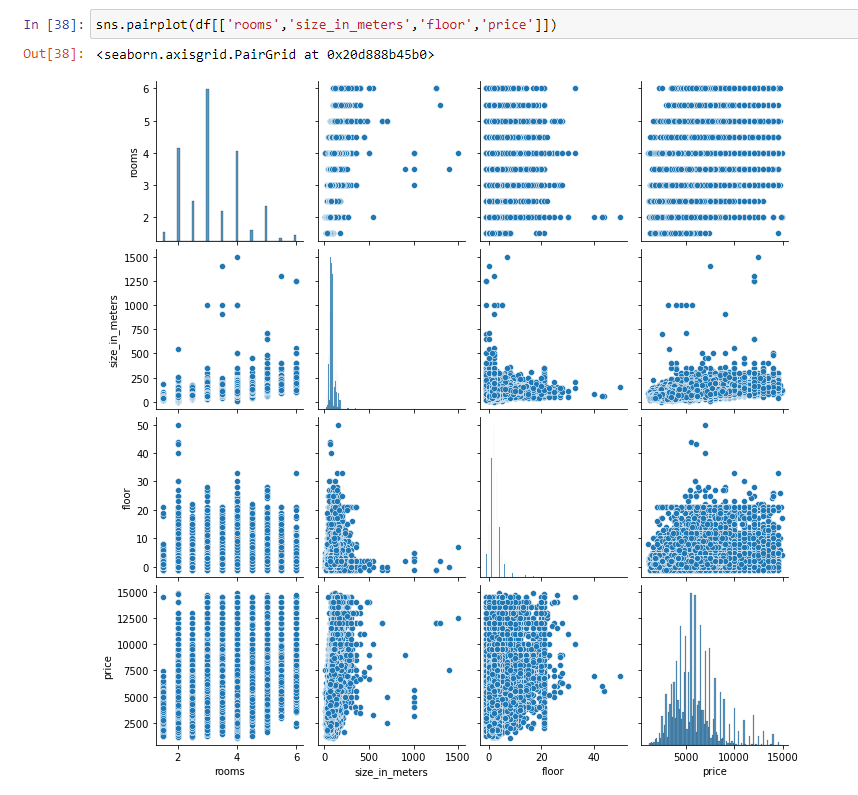 In [38]: sns.pairplot(df[['rooms','size_in_meters','floor','price']])
Out[38]: <seaborn.axisgrid.PairGrid at 0x20d888b45b0>
6
5
4
3
2
rooms
1500
1250
1000
750
500
250
0
size_in_meters
50
40
30
20
10
0
floor
15000
12500
10000
7500
5000
2500
price
2 4 6
rooms
0 500 1000 1500
size_in_meters
0 20 40
floor
5000 10000 15000
price